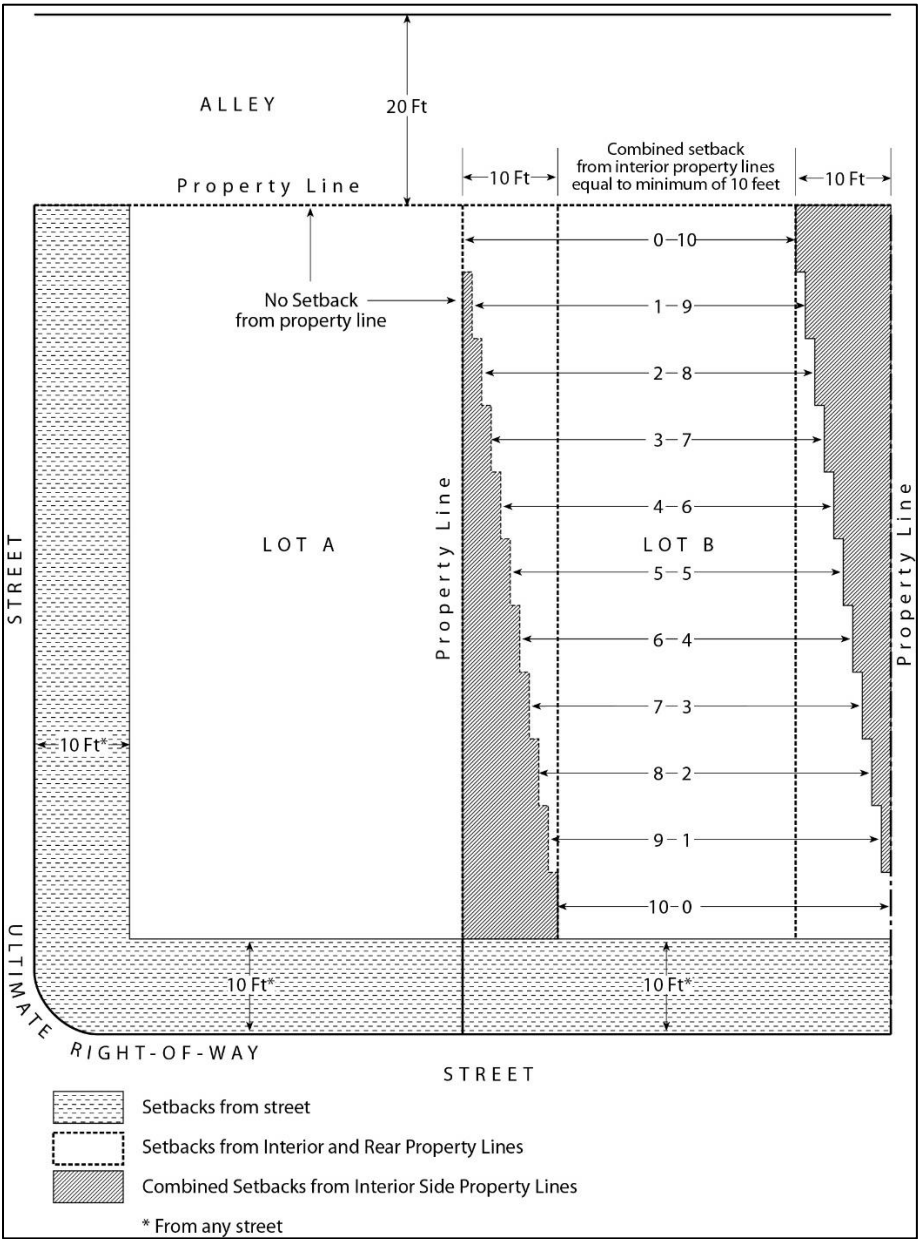 ALLEY
20 Ft
Combined setback
from interior property lines
equal to minimum of 10 feet
10 Ft
10 Ft
Property Line
0-10
No Setback
from property line
1-9
2-8
3-7
4-6
LOT A
Property Line
LOT B
Property Line
STREET
5-5
6-4
7-3
10 Ft*
8-2
9-1
10-0
10 Ft*
10 Ft*
ULTIMATE RIGHT-OF-WAY
STREET
Setbacks from street
Setbacks from Interior and Rear Property Lines
Combined Setbacks from Interior Side Property Lines
* From any street